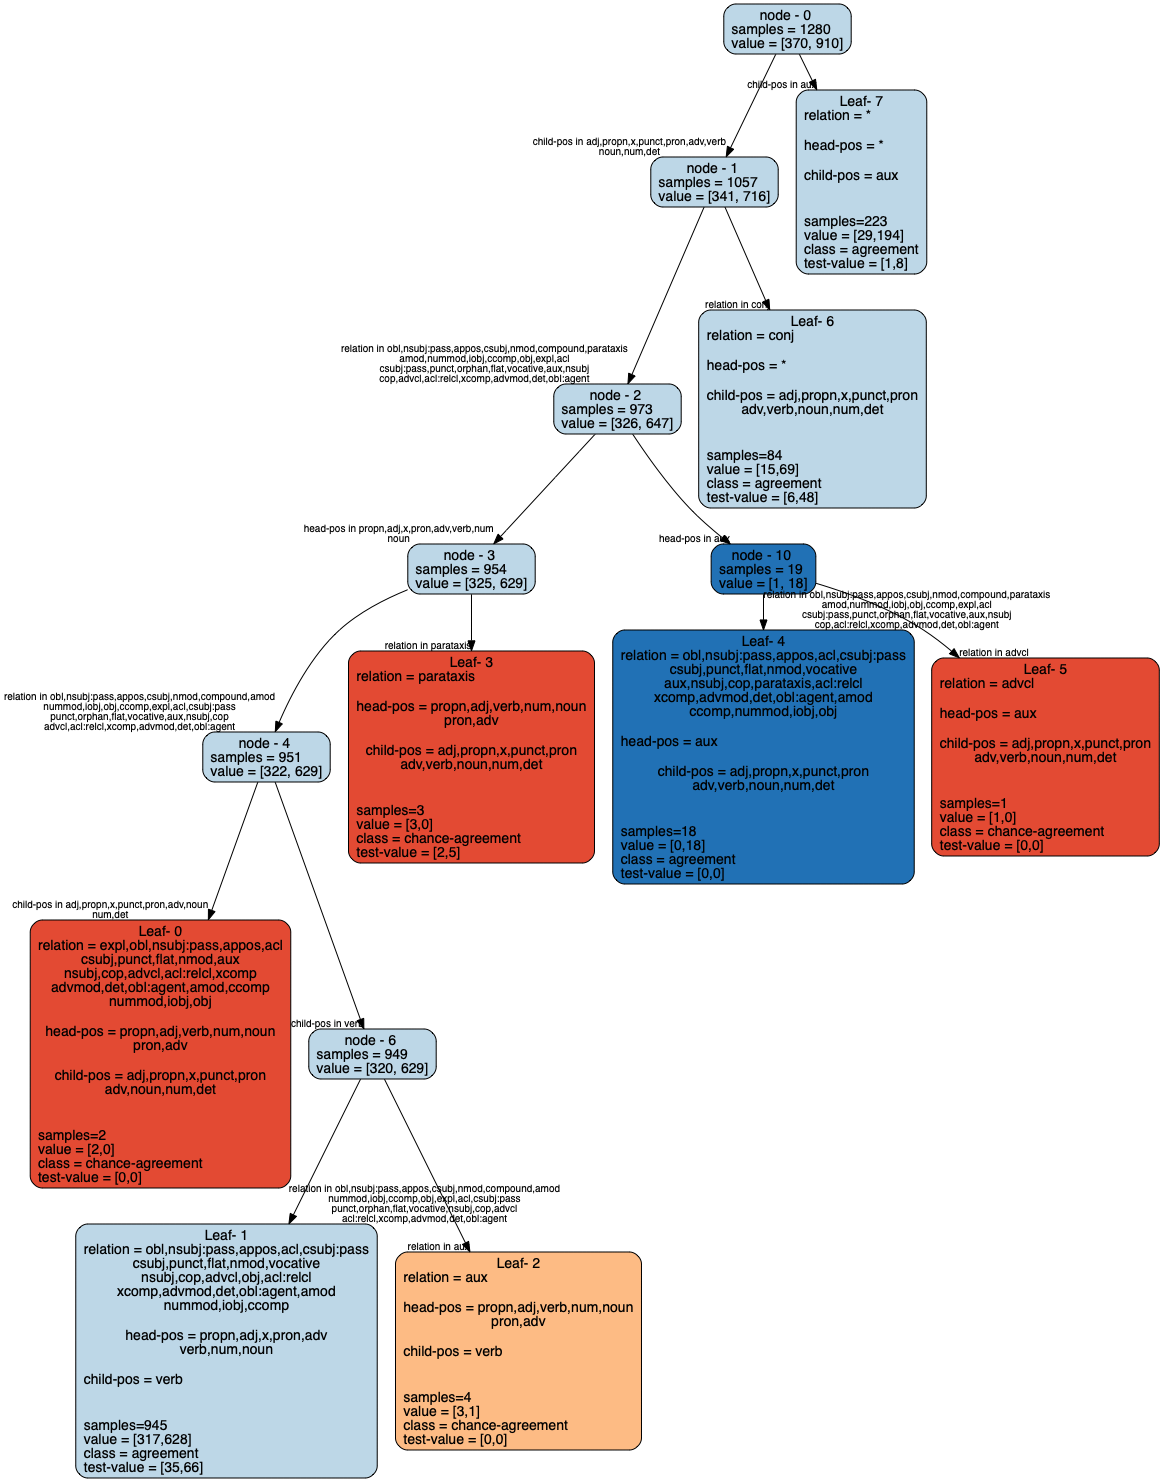 node - 0
samples = 1280
value = [370, 910]
child-pos in aux
Leaf- 7
relation = *
head-pos = *
child-pos = aux
samples=223
value = [29,194]
class = agreement
test-value = [1,8]
child-pos in adj,propn,x,punct,pron,adv,verb
noun,num,det
node - 1
samples = 1057
value = [341, 716]
relation in conj
Leaf- 6
relation = conj
head-pos = *
child-pos = adj,propn,x,punct,pron
adv,verb,noun,num,det
samples=84
value = [15,69]
class = agreement
test-value = [6,48]
relation in obl,nsubj:pass,appos,csubj,nmod,compound,parataxis
amod,nummod,iobj,ccomp,obj,expl,acl
csubj:pass,punct,orphan,flat,vocative,aux,nsubj
cop,advcl,acl:relcl,xcomp,advmod,det,obl:agent
node - 2
samples = 973
value = [326, 647]
head-pos in propn,adj,x,pron,adv,verb,num
noun
node - 3
samples = 954
value = [325, 629]
head-pos in aux
node - 10
samples = 19
value = [1, 18]
relation in obl,nsubj:pass,appos,csubj,nmod,compound,parataxis
amod,nummod,iobj,obj,ccomp,expl,acl
csubj:pass,punct,orphan,flat,vocative,aux,nsubj
cop,acl:relcl,xcomp,advmod,det,obl:agent
relation in parataxis
Leaf- 3
relation = parataxis
head-pos = propn,adj,verb,num,noun
pron,adv
child-pos = adj,propn,x,punct,pron
adv,verb,noun,num,det
samples=3
value = [3,0]
class = chance-agreement
test-value = [2,5]
Leaf- 4
relation = obl,nsubj:pass,appos,acl,csubj:pass
csubj,punct,flat,nmod,vocative
aux,nsubj,cop,parataxis,acl:relcl
xcomp,advmod,det,obl:agent,amod
ccomp,nummod,iobj,obj
head-pos = aux
child-pos = adj,propn,x,punct,pron
adv,verb,noun,num,det
samples=18
value = [0,18]
class = agreement
test-value = [0,0]
relation in advcl
Leaf- 5
relation = advcl
head-pos = aux
child-pos = adj,propn,x,punct,pron
adv,verb,noun,num,det
samples=1
value = [1,0]
class = chance-agreement
test-value = [0,0]
relation in obl,nsubj:pass,appos,csubj,nmod,compound,amod
nummod,iobj,obj,ccomp,expl,acl,csubj:pass
punct,orphan,flat,vocative,aux,nsubj,cop
advcl,acl:relcl,xcomp,advmod,det,obl:agent
node - 4
samples = 951
value = [322, 629]
child-pos in adj,propn,x,punct,pron,adv,noun
num,det
Leaf- 0
relation = expl,obl,nsubj:pass,appos,acl
csubj,punct,flat,nmod,aux
nsubj,cop,advcl,acl:relcl,xcomp
advmod,det,obl:agent,amod,ccomp
nummod,iobj,obj
head-pos = propn,adj,verb,num,noun
pron,adv
child-pos = adj,propn,x,punct,pron
adv,noun,num,det
samples=2
value = [2,0]
class = chance-agreement
test-value = [0,0]
child-pos in verb
node - 6
samples = 949
value = [320, 629]
relation in obl,nsubj:pass,appos,csubj,nmod,compound,amod
nummod,iobj,ccomp,obj,expl,acl,csubj:pass
punct,orphan,flat,vocative,nsubj,cop,advcl
acl:relcl,xcomp,advmod,det,obl:agent
Leaf- 1
relation = obl,nsubj:pass,appos,acl,csubj:pass
csubj,punct,flat,nmod,vocative
nsubj,cop,advcl,obj,acl:relcl
xcomp,advmod,det,obl:agent,amod
nummod,iobj,ccomp
head-pos = propn,adj,x,pron,adv
verb,num,noun
child-pos = verb
samples=945
value = [317,628]
class = agreement
test-value = [35,66]
relation in aux
Leaf- 2
relation = aux
head-pos = propn,adj,verb,num,noun
pron,adv
child-pos = verb
samples=4
value = [3,1]
class = chance-agreement
test-value = [0,0]